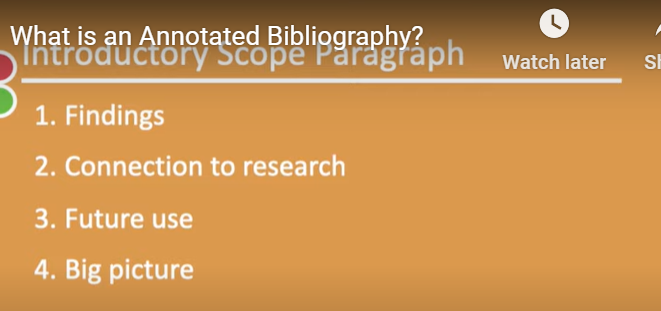 What is an Annotated Bibliography?
Introductory Scope Paragraph
Watch later
1. Findings
2. Connection to research
3. Future use
4. Big picture